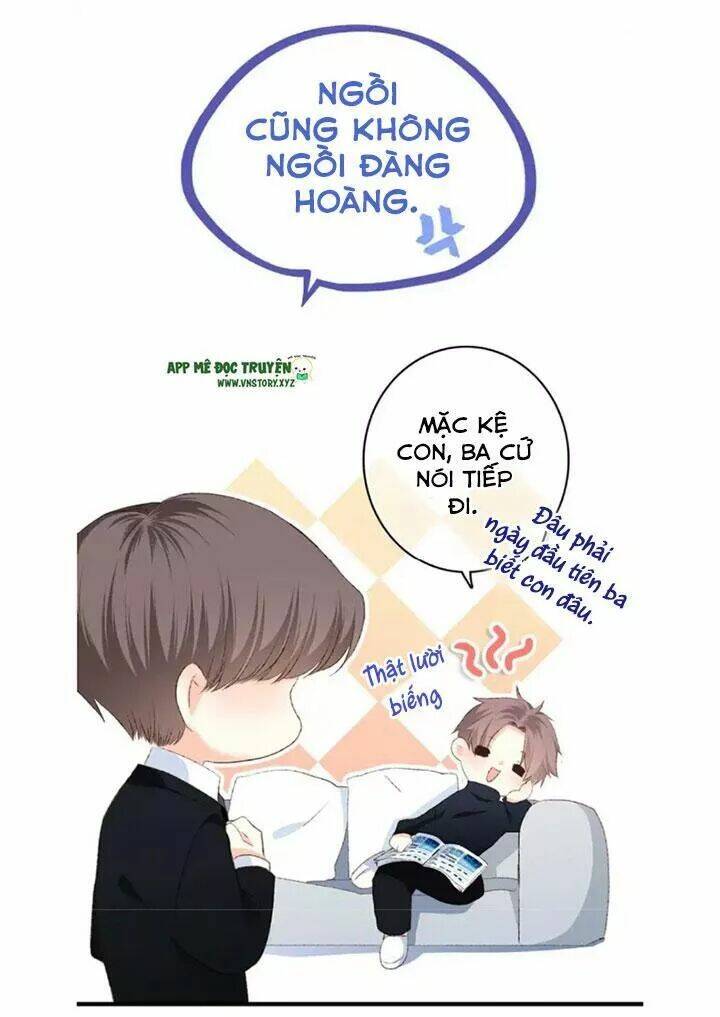 NGỒI
CŨNG KHÔNG
NGỒI ĐÀNG
HOÀNG.
APP MÊ ĐỌC TRUYỆN
WWW.VNSTORY.XYZ
MẶC KỆ
CON, BA CỨ
NÓI TIẾP
ĐI.
Đâu phải
ngày đầu tiên ba
biết con đâu.
Thật lười
biếng